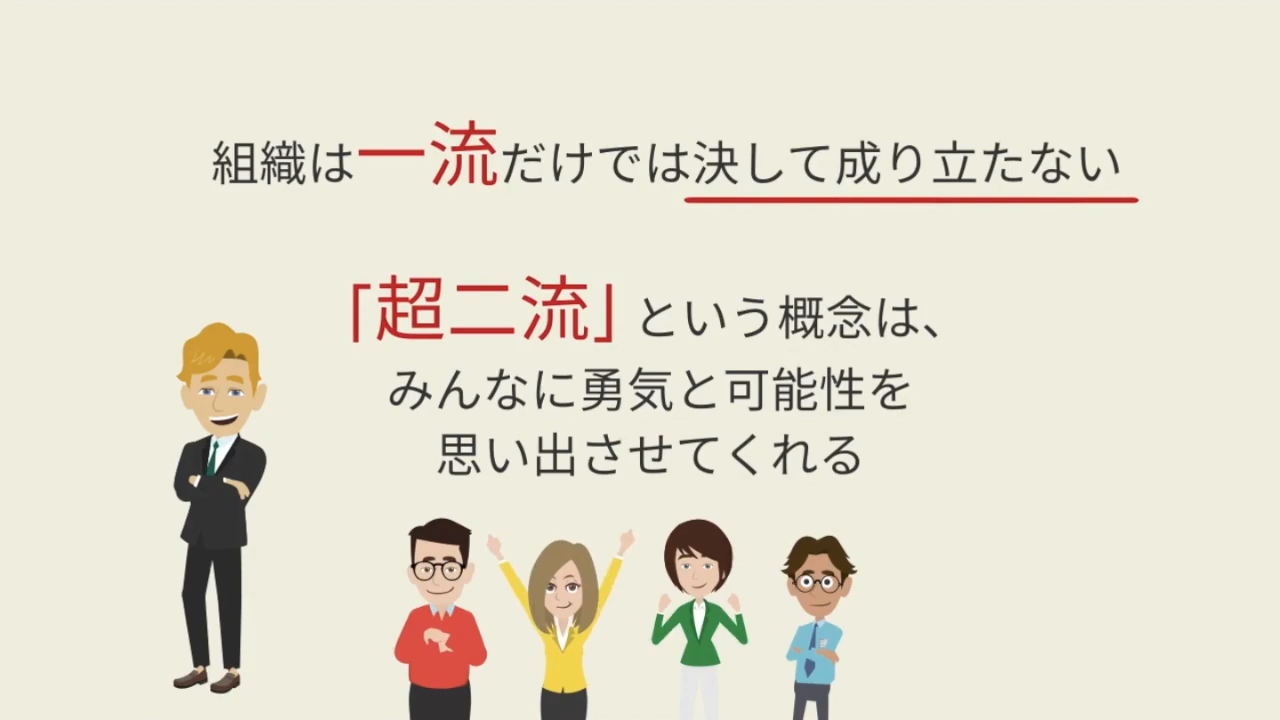 組織は一流だけでは決して成り立たない
「超二流」という概念は、
みんなに勇気と可能性を
思い出させてくれる